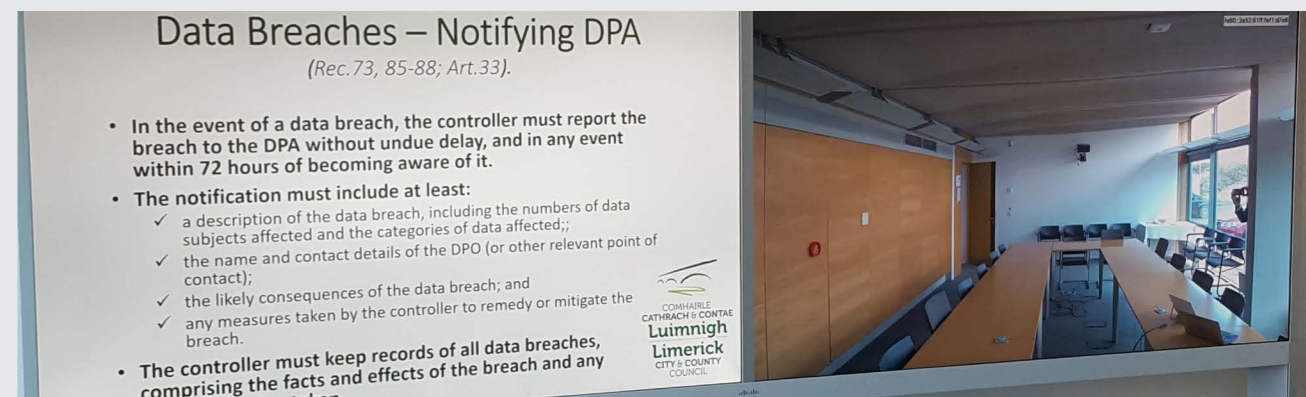 Data Breaches – Notifying DPA
(Rec.73, 85-88; Art.33).
• In the event of a data breach, the controller must report the
breach to the DPA without undue delay, and in any event
within 72 hours of becoming aware of it.
• The notification must include at least:
✓ a description of the data breach, including the numbers of data
subjects affected and the categories of data affected;;
✓ the name and contact details of the DPO (or other relevant point of
contact);
✓ the likely consequences of the data breach; and
✓ any measures taken by the controller to remedy or mitigate the
breach.
• The controller must keep records of all data breaches,
comprising the facts and effects of the breach and any
COMHAIRLE
CATHRACH & CONTAE
Luimnigh
Limerick
CITY & COUNTY
COUNCIL